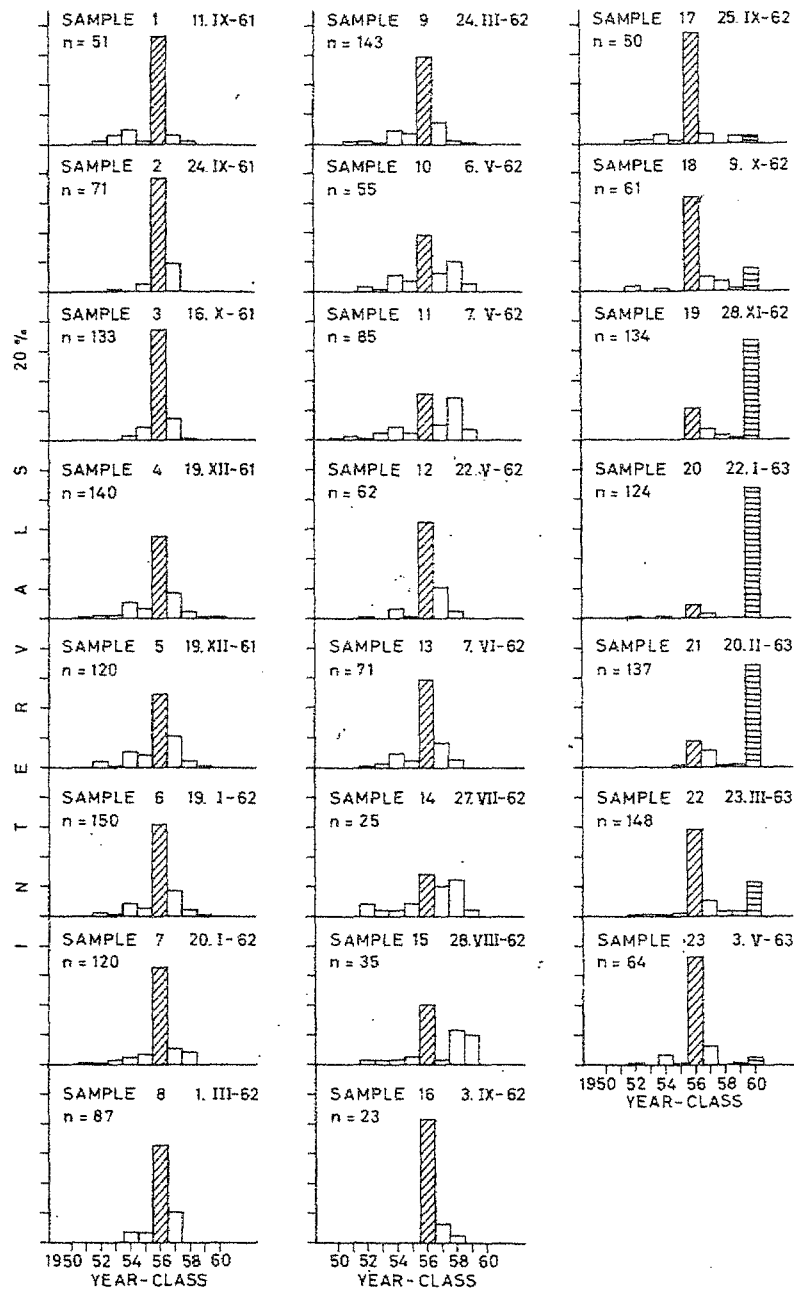 SAMPLE 1 11. IX-61
n = 51
SAMPLE 2 24. IX-61
n = 71
SAMPLE 3 16. X-61
n = 133
SAMPLE 4 19. XII-61
n = 140
SAMPLE 5 19. XII-61
n = 120
SAMPLE 6 19. I-62
n = 150
SAMPLE 7 20. I-62
n = 120
SAMPLE 8 1. III-62
n = 87
1950 52 54 56 58 60
YEAR-CLASS
INTERVALS 20 %
SAMPLE 9 24. III-62
n = 143
SAMPLE 10 6. V-62
n = 55
SAMPLE 11 7. V-62
n = 85
SAMPLE 12 22. V-62
n = 62
SAMPLE 13 7. VI-62
n = 71
SAMPLE 14 27. VII-62
n = 25
SAMPLE 15 28. VIII-62
n = 35
SAMPLE 16 3. IX-62
n = 23
50 52 54 56 58 60
YEAR-CLASS
SAMPLE 17 25. IX-62
n = 50
SAMPLE 18 9. X-62
n = 61
SAMPLE 19 28. XI-62
n = 134
SAMPLE 20 22. I-63
n = 124
SAMPLE 21 20. II-63
n = 137
SAMPLE 22 23. III-63
n = 148
SAMPLE 23 3. V-63
n = 64
1950 52 54 56 58 60
YEAR-CLASS